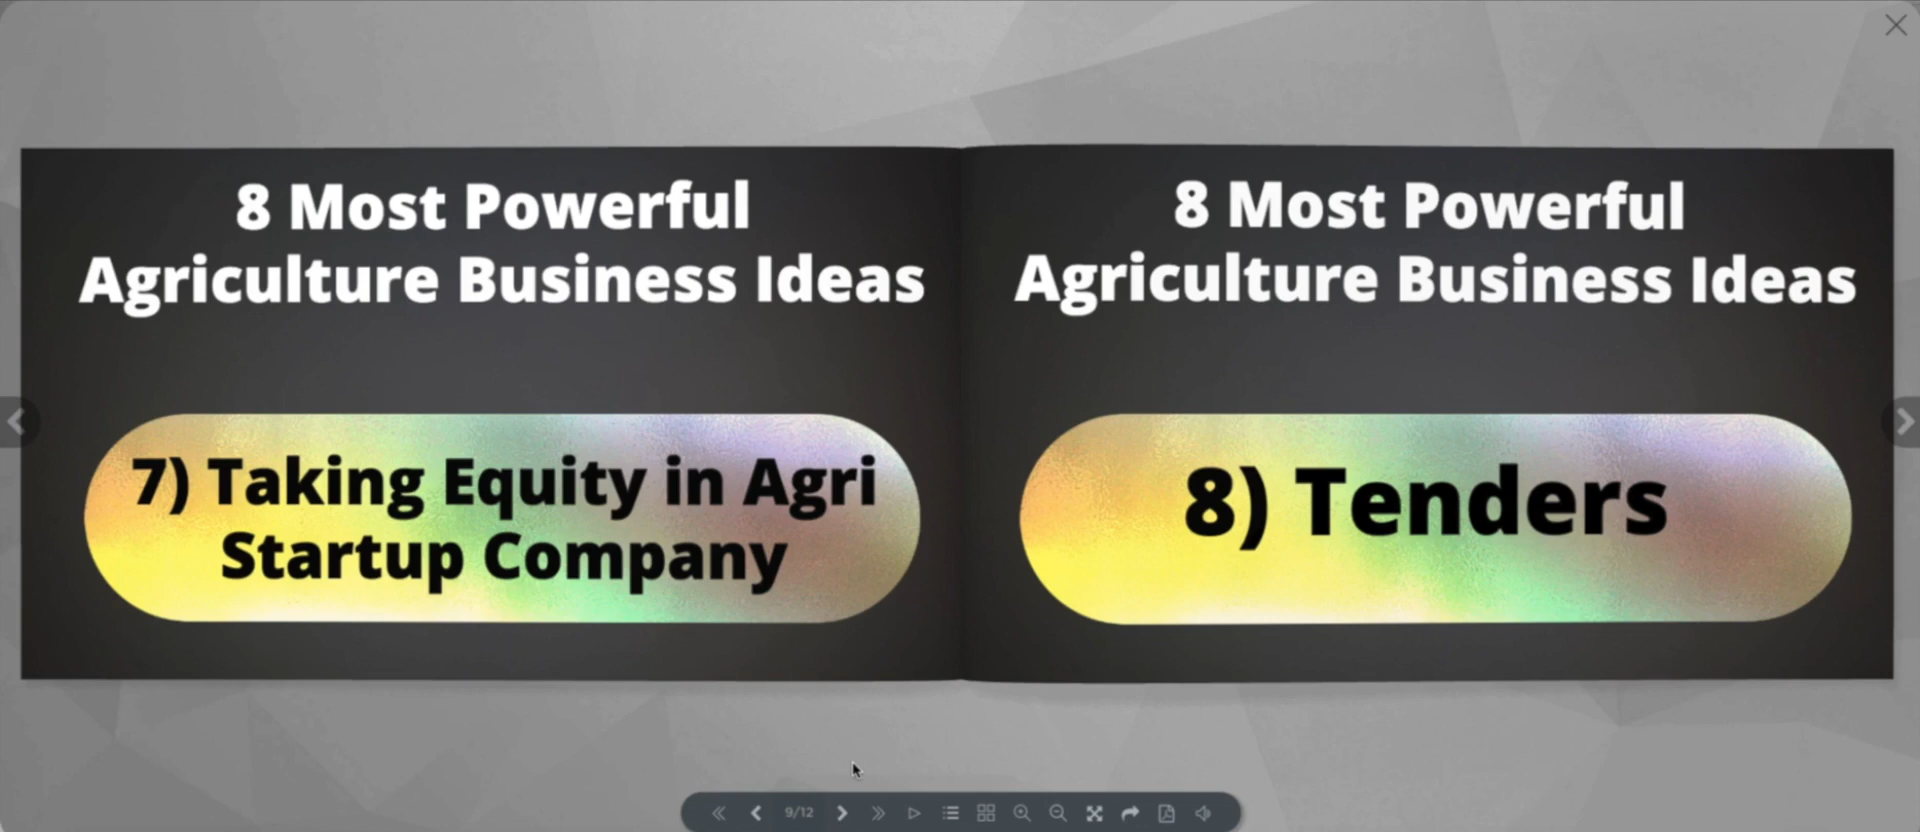 8 Most Powerful
Agriculture Business Ideas
7) Taking Equity in Agri
Startup Company
8 Most Powerful
Agriculture Business Ideas
8) Tenders
9/12